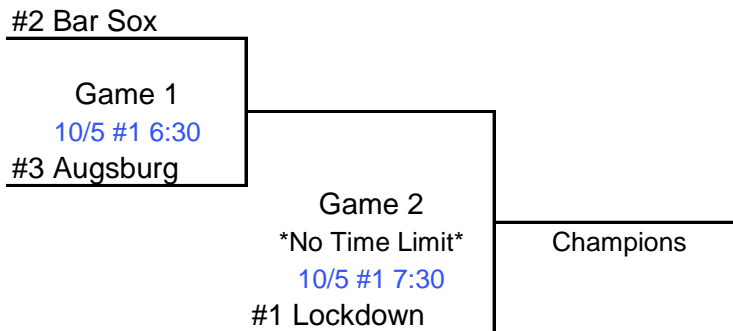 #2 Bar Sox
Game 1
10/5 #1 6:30
#3 Augsburg
Game 2
*No Time Limit*
10/5 #1 7:30
#1 Lockdown
Champions